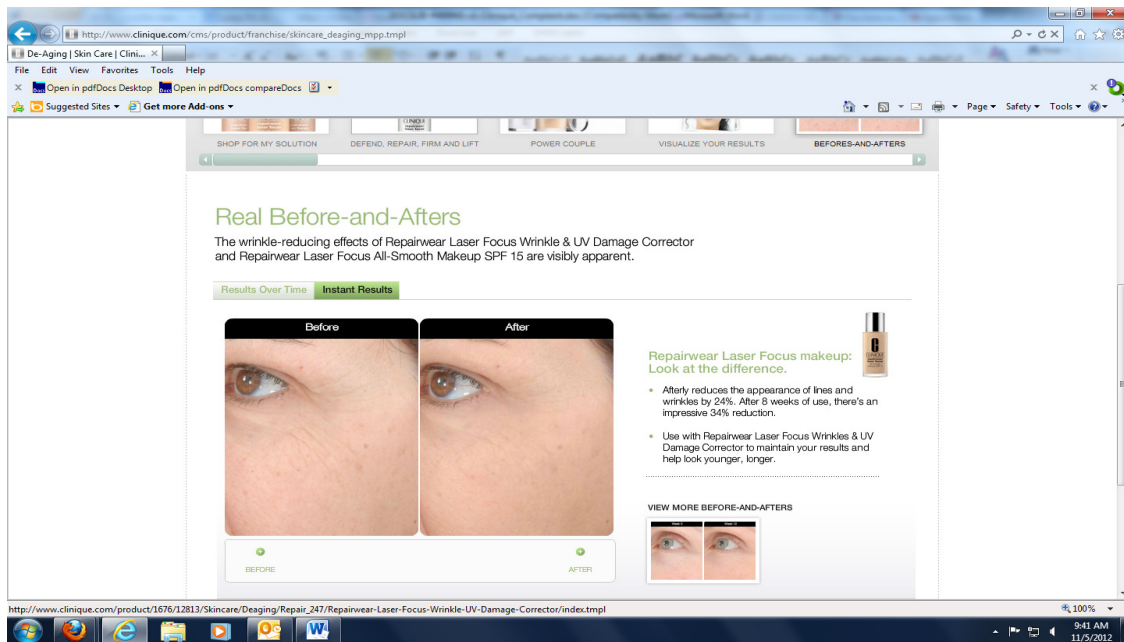 http://www.clinique.com/cms/product/franchise/skincare_deaging_mpp.tmpl
De-Aging | Skin Care | Clini...
File Edit View Favorites Tools Help
Open in pdfDocs Desktop Open in pdfDocs compareDocs
Suggested Sites Get more Add-ons Page Safety Tools
SHOP FOR MY SOLUTION DEFEND, REPAIR, FIRM AND LIFT POWER COUPLE VISUALIZE YOUR RESULTS BEFORES-AND-AFTERS
Real Before-and-Afters
The wrinkle-reducing effects of Repairwear Laser Focus Wrinkle & UV Damage Corrector
and Repairwear Laser Focus All-Smooth Makeup SPF 15 are visibly apparent.
Results Over Time Instant Results
Before After
Repairwear Laser Focus makeup:
Look at the difference.
• Afterly reduces the appearance of lines and
wrinkles by 24%. After 8 weeks of use, there's an
impressive 34% reduction.
• Use with Repairwear Laser Focus Wrinkles & UV
Damage Corrector to maintain your results and
help look younger, longer.
VIEW MORE BEFORE-AND-AFTERS
BEFORE AFTER
http://www.clinique.com/product/1676/12813/Skincare/Deaging/Repair_247/Repairwear-Laser-Focus-Wrinkle-UV-Damage-Corrector/index.tmpl
100%
9:41 AM
11/5/2012